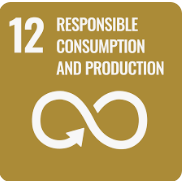 12 RESPONSIBLE
CONSUMPTION
AND PRODUCTION